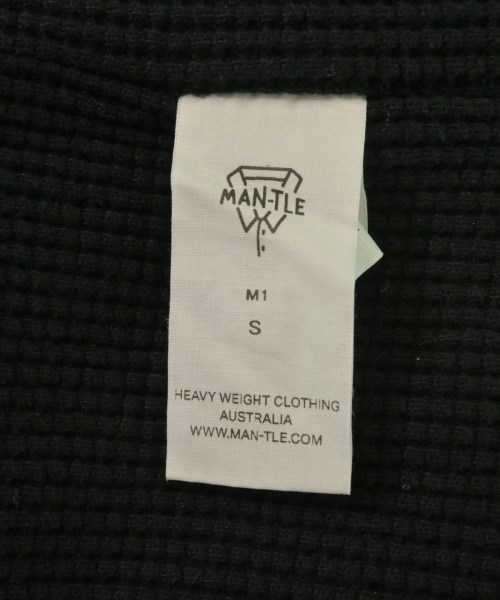 MAN-TLE
M1
S
HEAVY WEIGHT CLOTHING
AUSTRALIA
WWW.MAN-TLE.COM